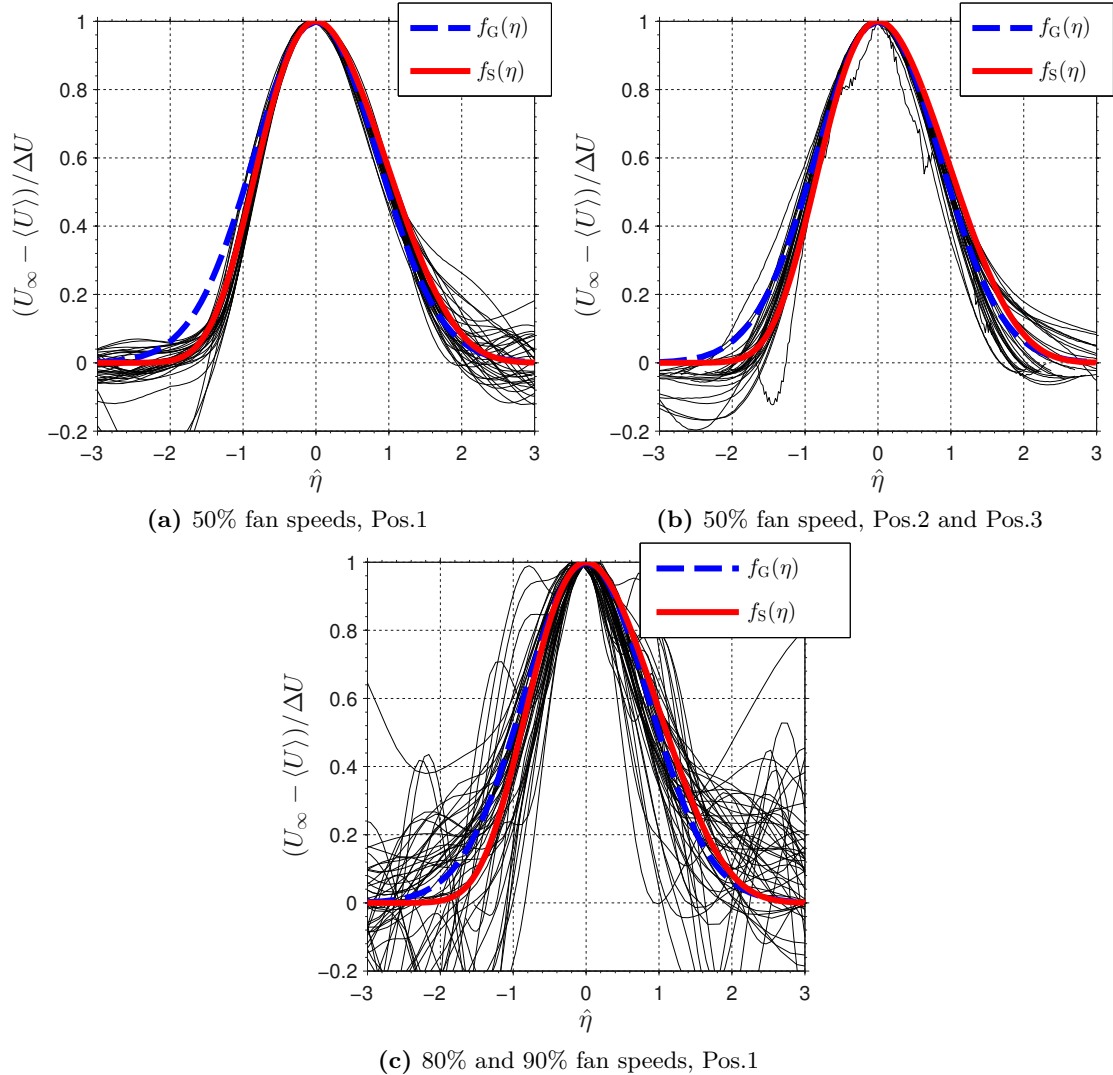 f_G(η)
f_S(η)
(U_∞ − ⟨U⟩)/ΔU
1
0.8
0.6
0.4
0.2
0
−0.2
−3 −2 −1 0 1 2 3
η̂
(a) 50% fan speeds, Pos.1
f_G(η)
f_S(η)
(U_∞ − ⟨U⟩)/ΔU
1
0.8
0.6
0.4
0.2
0
−0.2
−3 −2 −1 0 1 2 3
η̂
(b) 50% fan speed, Pos.2 and Pos.3
f_G(η)
f_S(η)
(U_∞ − ⟨U⟩)/ΔU
1
0.8
0.6
0.4
0.2
0
−0.2
−3 −2 −1 0 1 2 3
η̂
(c) 80% and 90% fan speeds, Pos.1